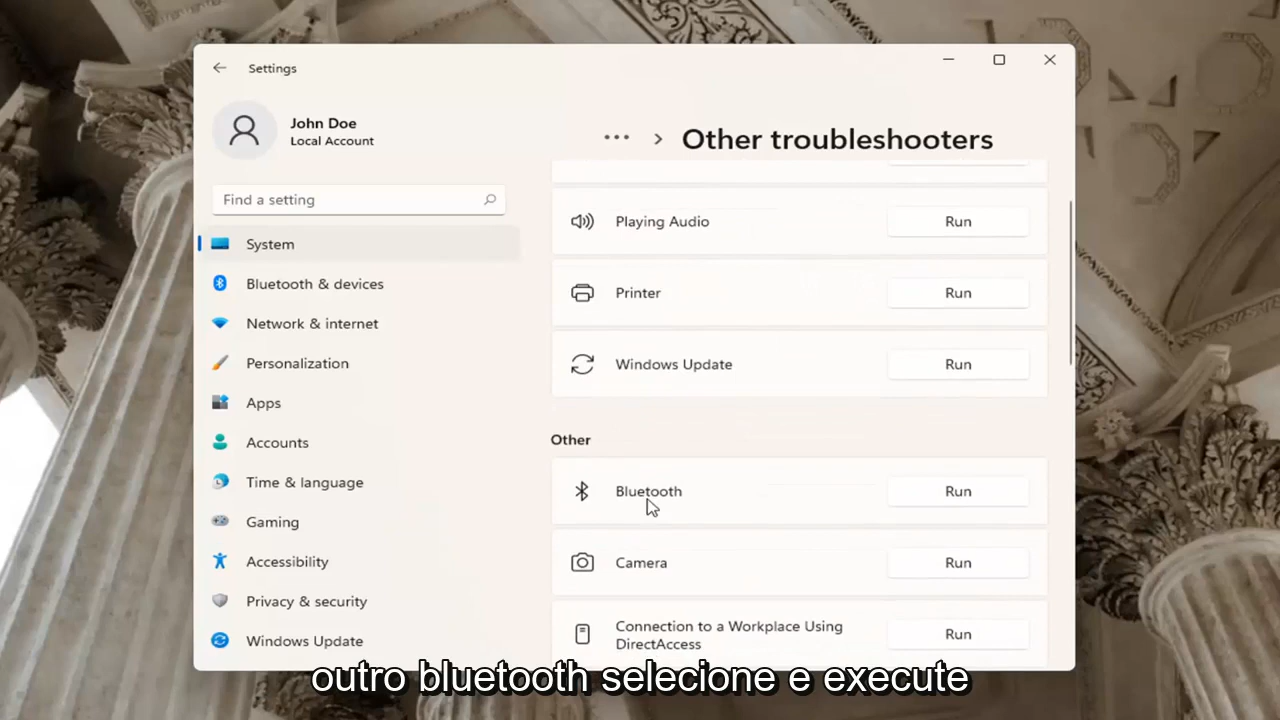 Settings
John Doe
Local Account
Find a setting
System
Bluetooth & devices
Network & internet
Personalization
Apps
Accounts
Time & language
Gaming
Accessibility
Privacy & security
Windows Update
... > Other troubleshooters
Playing Audio Run
Printer Run
Windows Update Run
Other
Bluetooth Run
Camera Run
Connection to a Workplace Using
DirectAccess Run
outro bluetooth selecione e execute